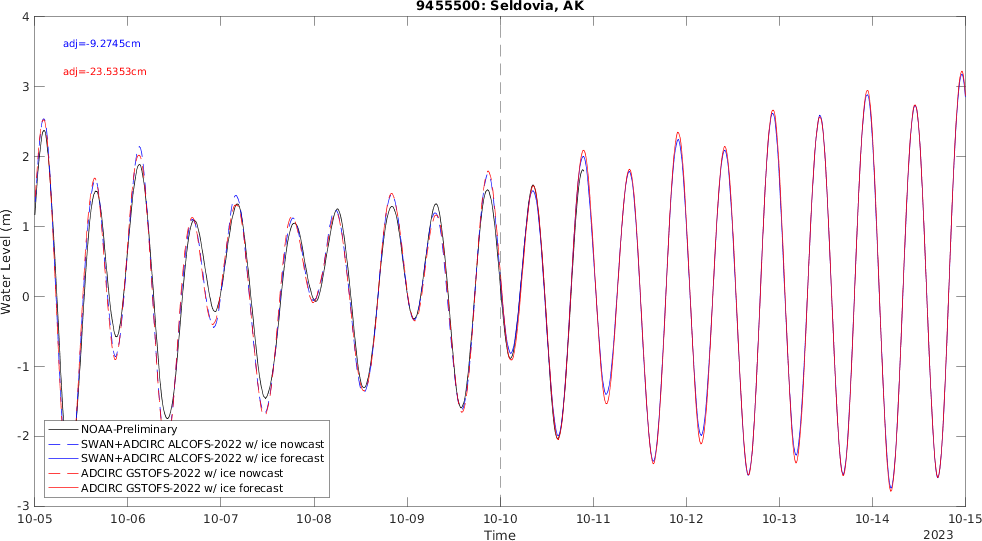 9455500: Seldovia, AK
adj=-9.2745cm
adj=-23.5353cm
Water Level (m)
4
3
2
1
0
-1
-2
-3
NOAA-Preliminary
SWAN+ADCIRC ALCOFS-2022 w/ ice nowcast
SWAN+ADCIRC ALCOFS-2022 w/ ice forecast
ADCIRC GSTOFS-2022 w/ ice nowcast
ADCIRC GSTOFS-2022 w/ ice forecast
10-05 10-06 10-07 10-08 10-09 10-10 10-11 10-12 10-13 10-14 10-15
Time
2023